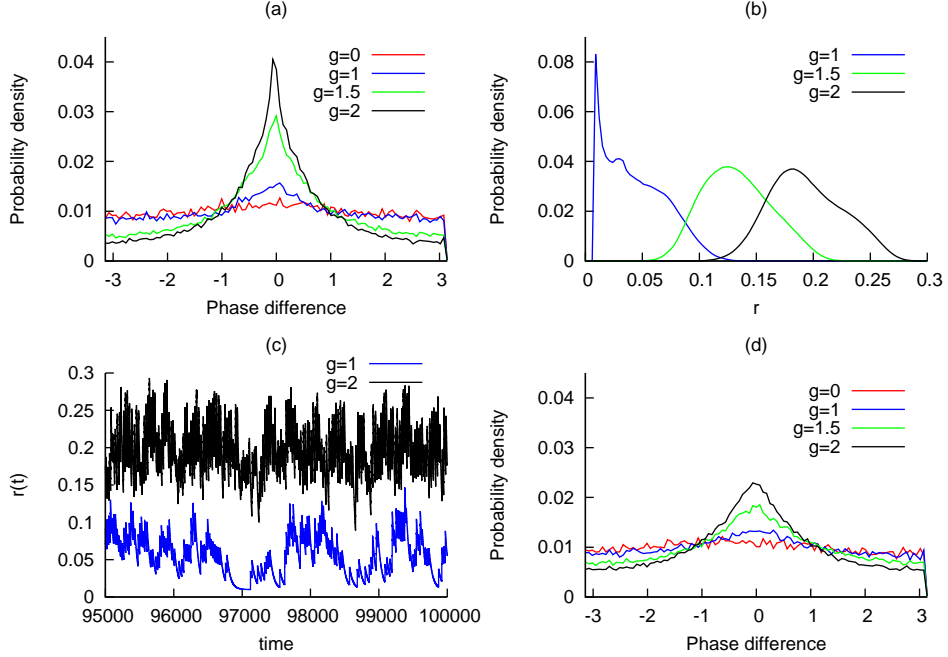 (a)
Probability density
0.04
0.03
0.02
0.01
0
g=0
g=1
g=1.5
g=2
-3 -2 -1 0 1 2 3
Phase difference
(b)
Probability density
0.08
0.06
0.04
0.02
0
g=1
g=1.5
g=2
0 0.05 0.1 0.15 0.2 0.25 0.3
r
(c)
r(t)
0.3
0.25
0.2
0.15
0.1
0.05
0
g=1
g=2
95000 96000 97000 98000 99000 100000
time
(d)
Probability density
0.04
0.03
0.02
0.01
0
g=0
g=1
g=1.5
g=2
-3 -2 -1 0 1 2 3
Phase difference